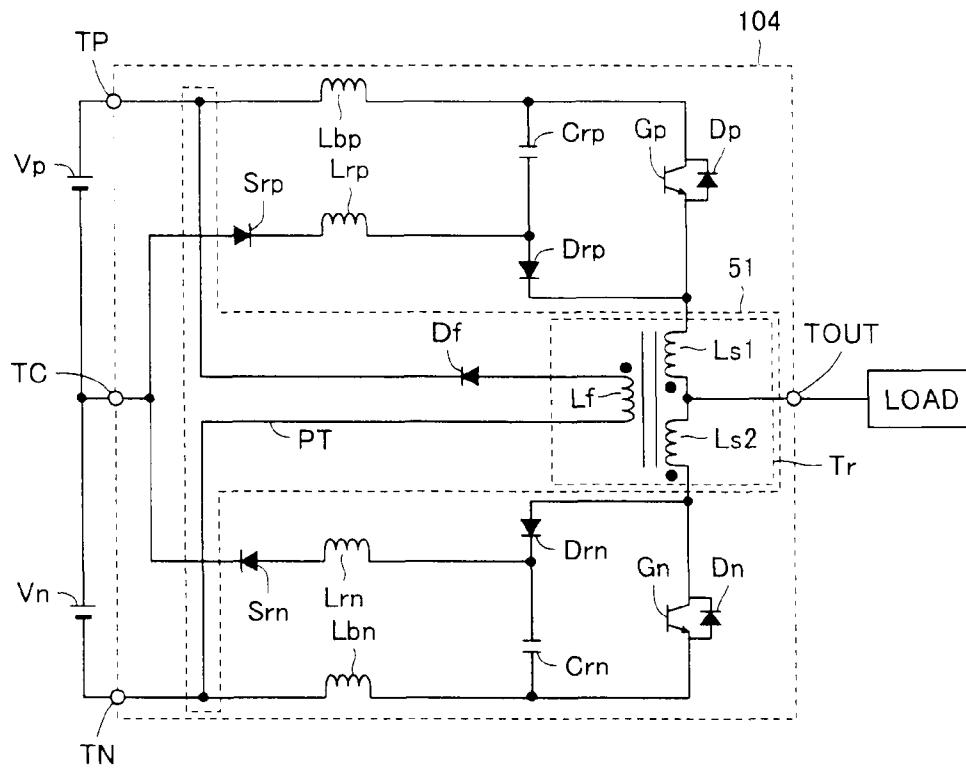 104
TP
Lbp
Crp
Gp
Dp
Vp
Srp
Lrp
Drp
51
Df
Ls1
TOUT
TC
Lf
LOAD
PT
Ls2
Tr
Drn
Vn
Srn
Lrn
Gn
Dn
Lbn
Crn
TN